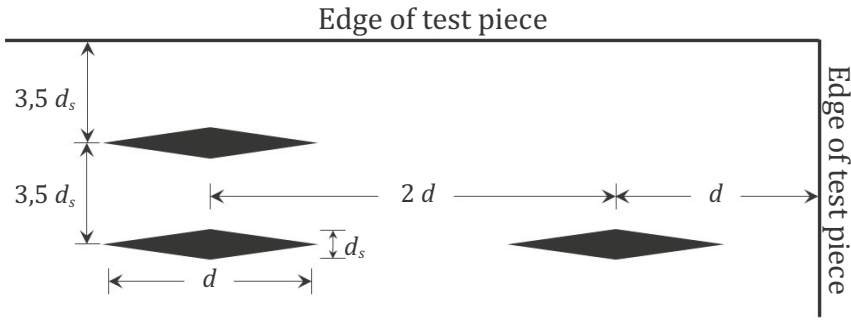 Edge of test piece
3,5 dₛ
Edge of test piece
3,5 dₛ
2 d
d
dₛ
d